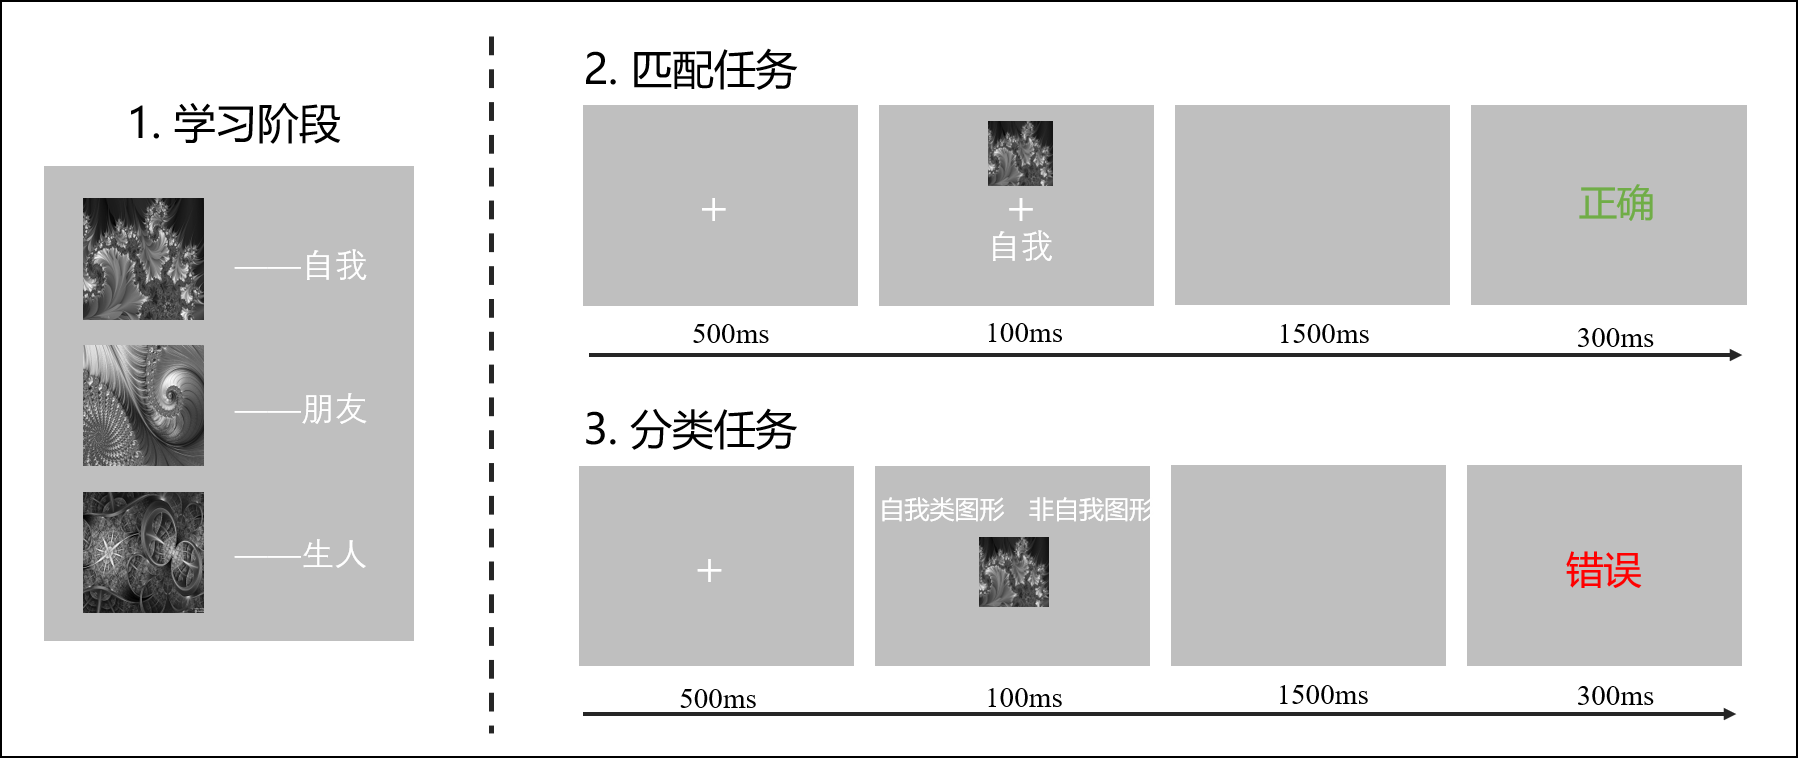 1. 学习阶段
——自我
——朋友
——生人
2. 匹配任务
+
+
自我
正确
500ms
100ms
1500ms
300ms
3. 分类任务
自我类图形 非自我图形
+
错误
500ms
100ms
1500ms
300ms